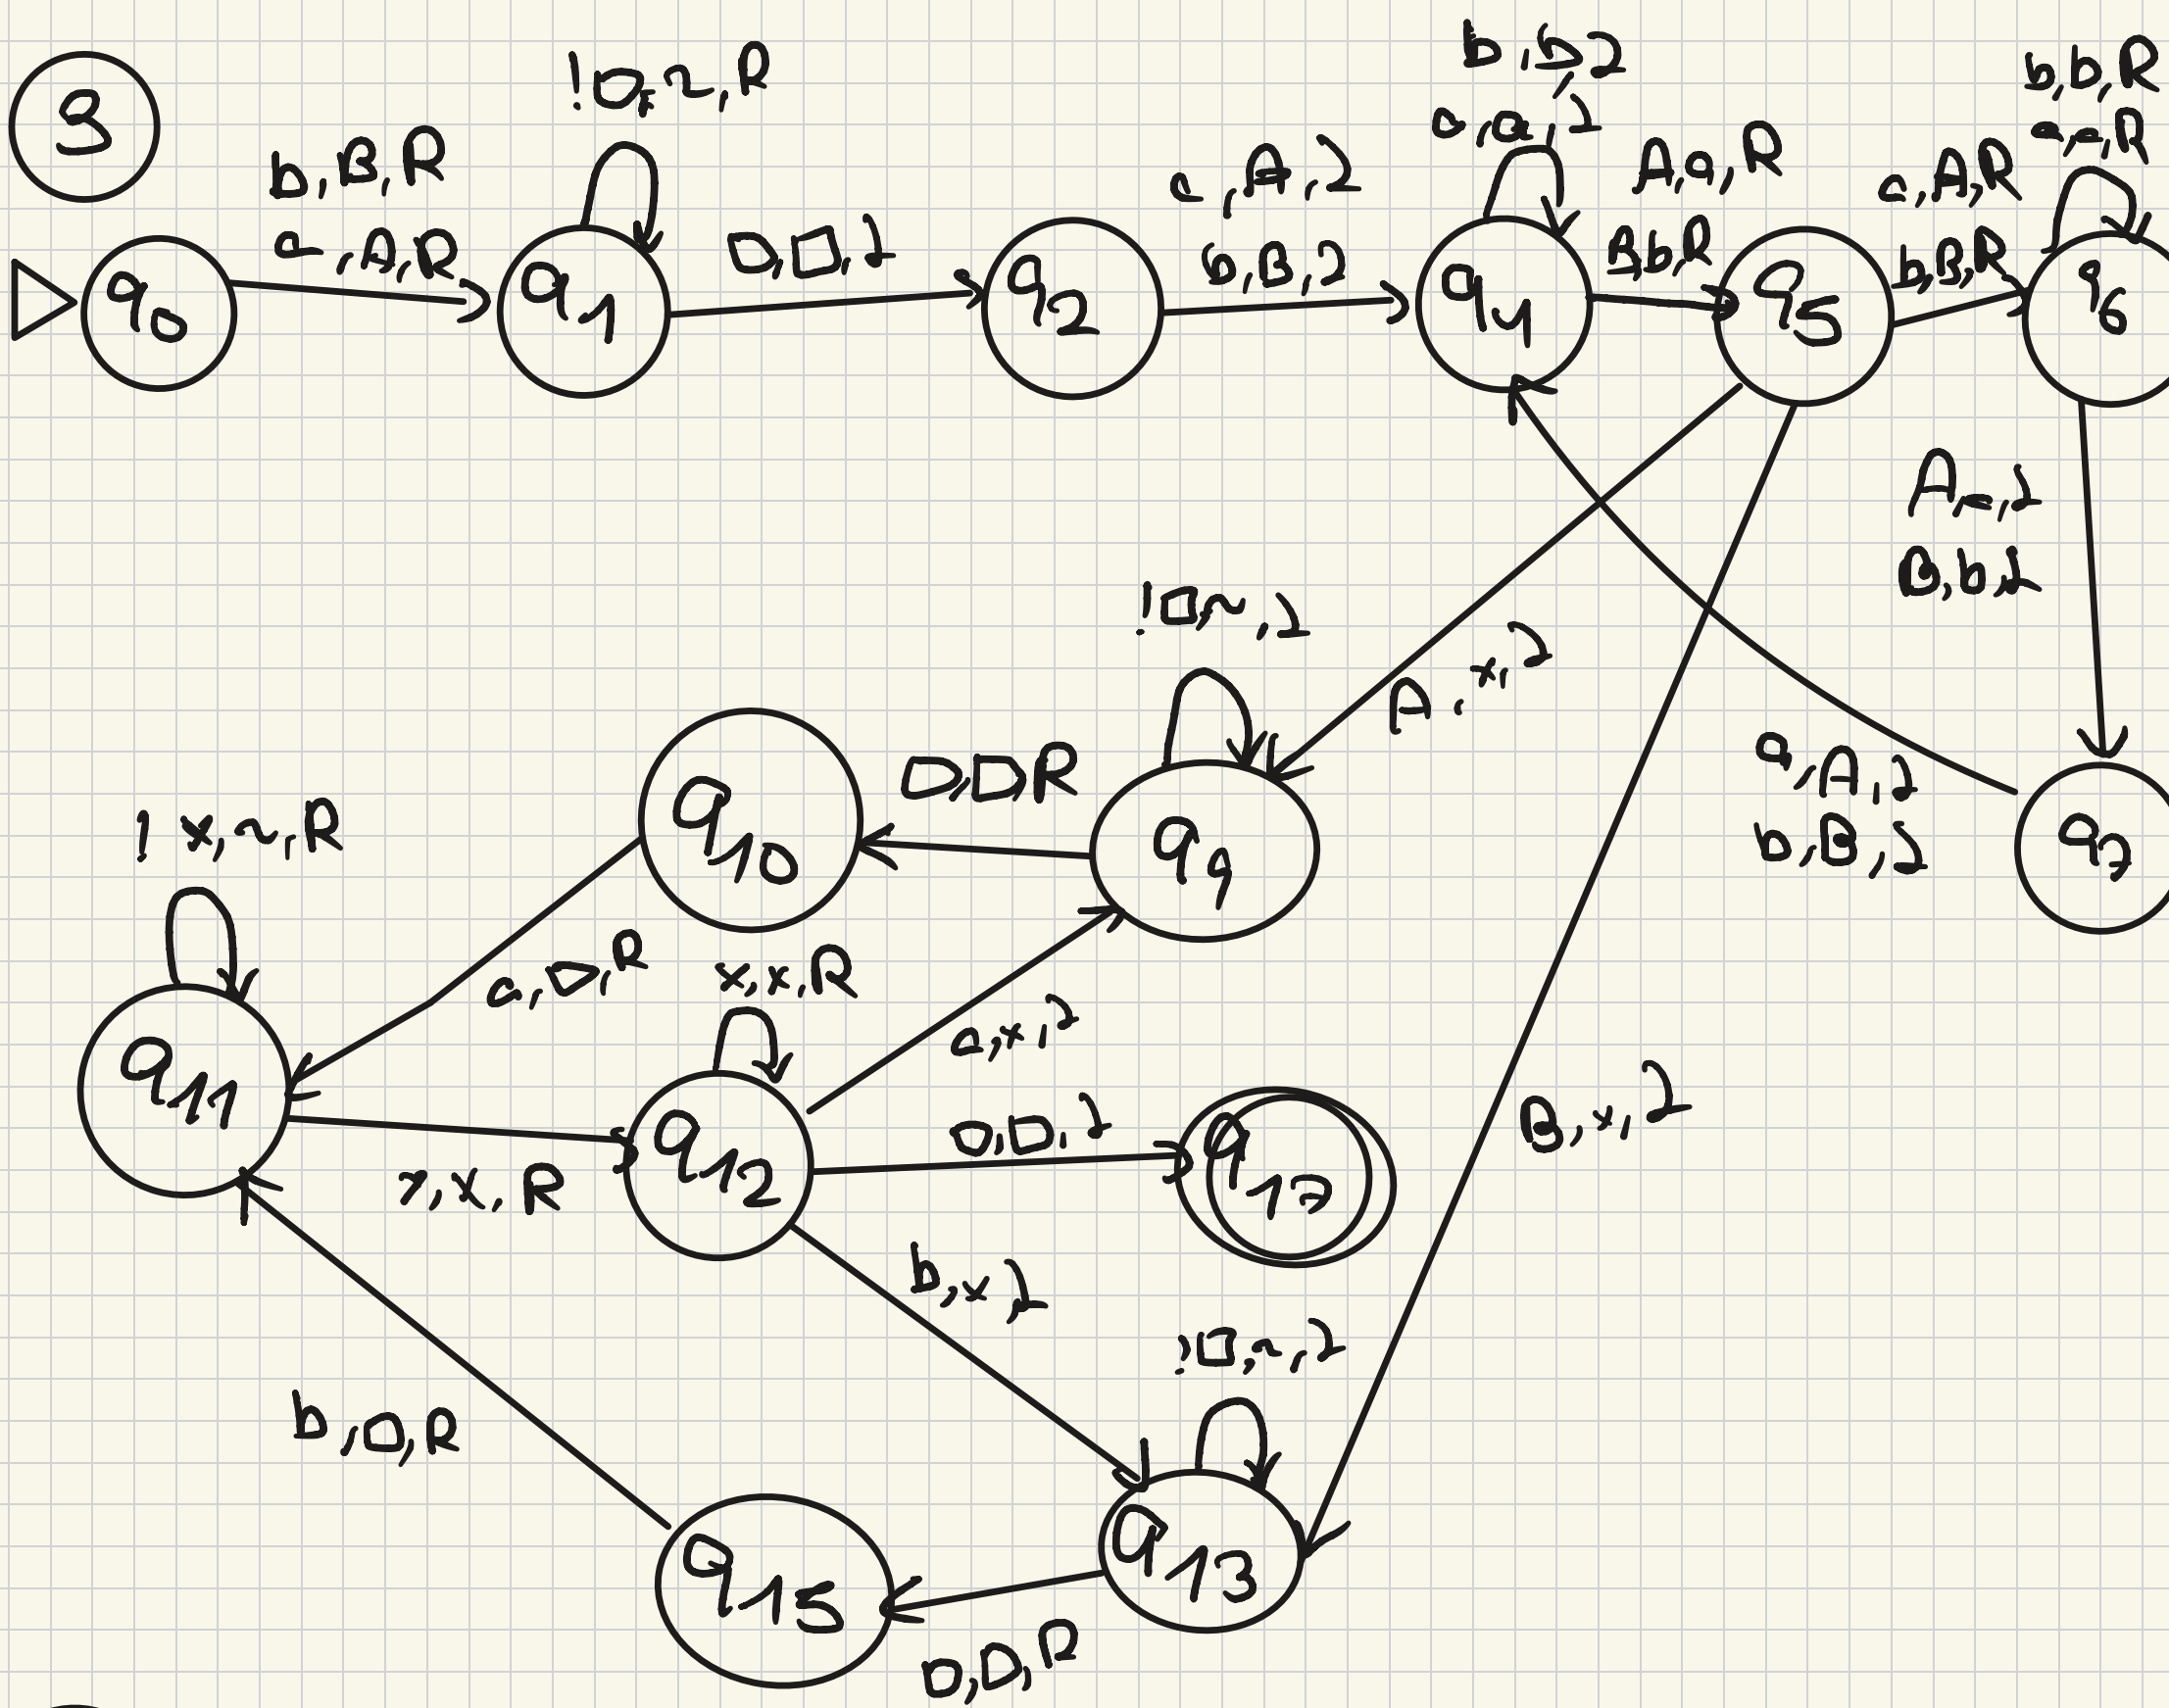 3
b,B,R
a,A,R
!□,~,R
□,□,L
c,A,L
b,B,L
b,b,L
a,a,L
A,a,R
B,b,R
a,A,R
b,B,R
b,b,R
a,a,R
q0
q1
q2
q4
q5
q6
A,a,L
B,b,L
!□,~,L
A,x,L
a,A,L
b,B,L
q7
□,□,R
q10
q9
!x,~,R
a,□,R
x,x,R
a,x,L
q11
q12
□,□,L
q17
B,x,L
x,x,R
b,x,L
!□,~,L
b,□,R
q15
q13
□,□,R